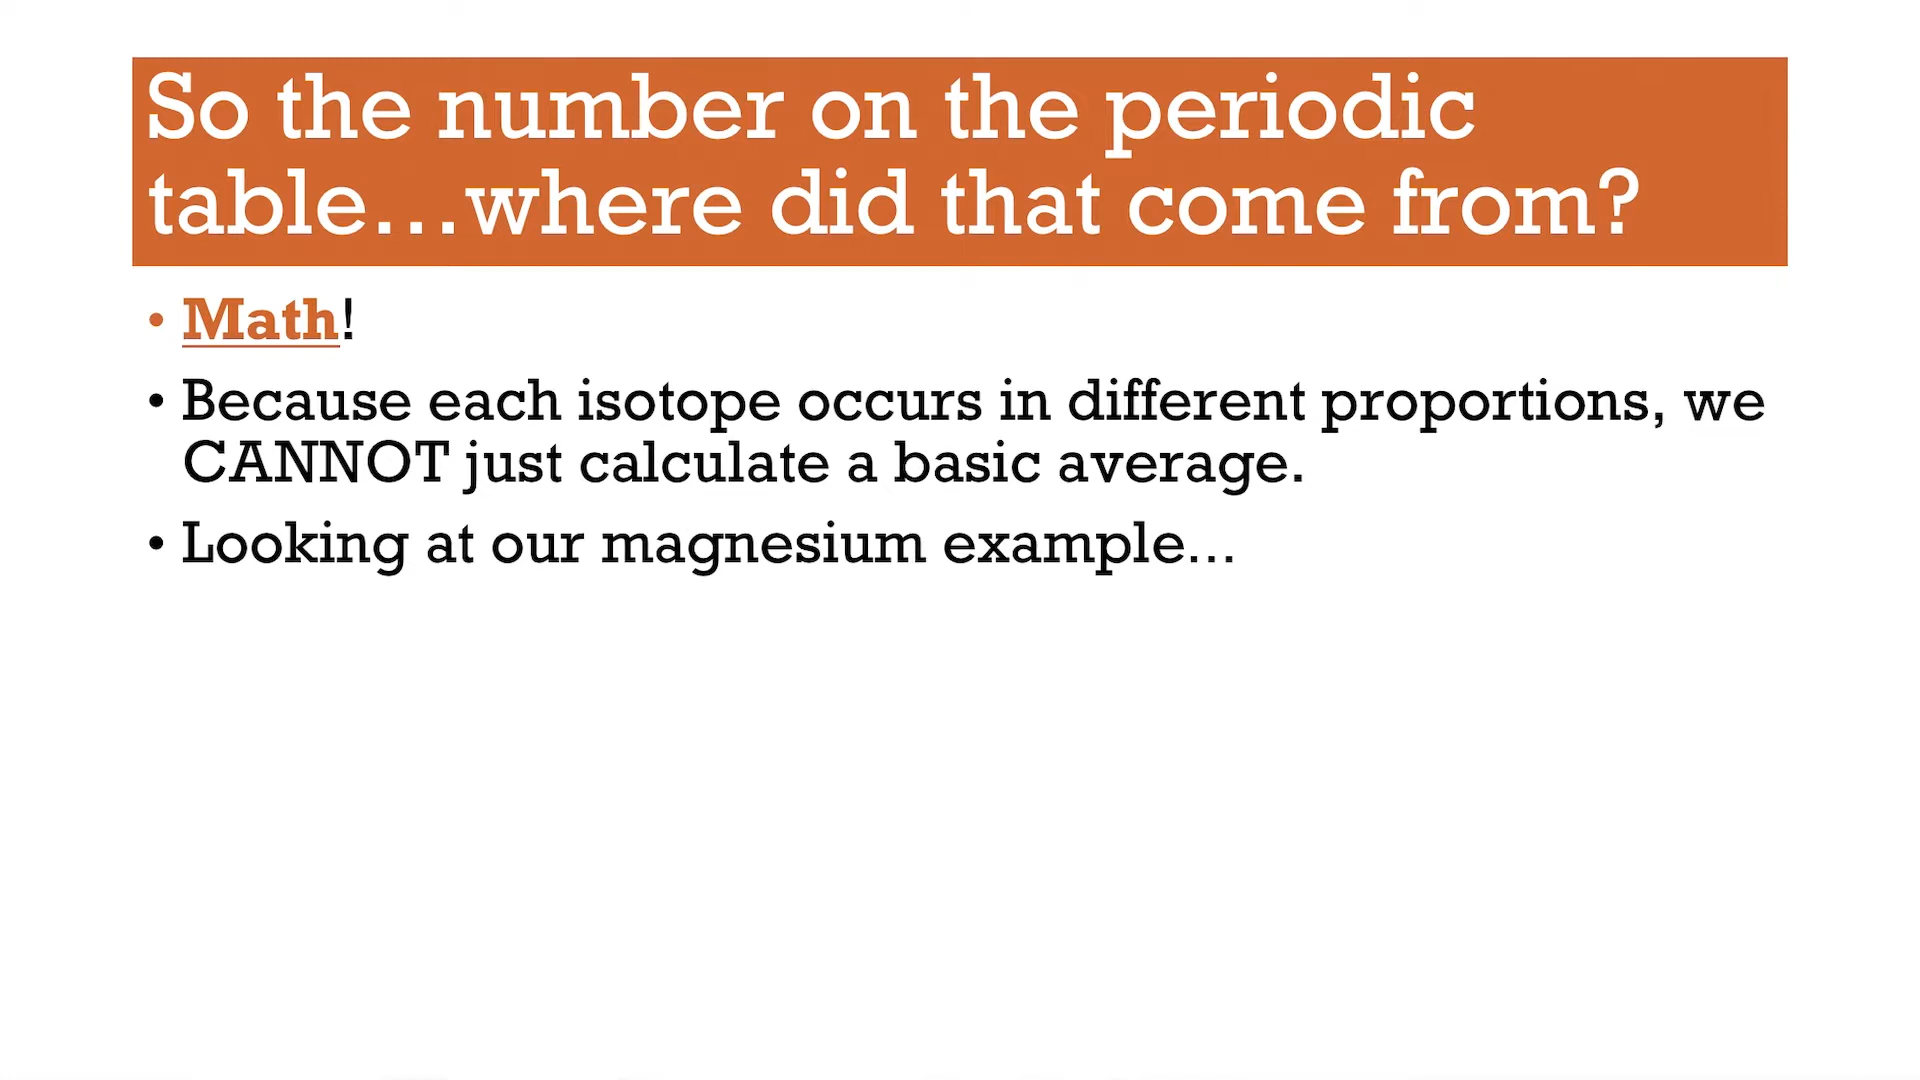 So the number on the periodic
table...where did that come from?
• Math!
• Because each isotope occurs in different proportions, we
CANNOT just calculate a basic average.
• Looking at our magnesium example...